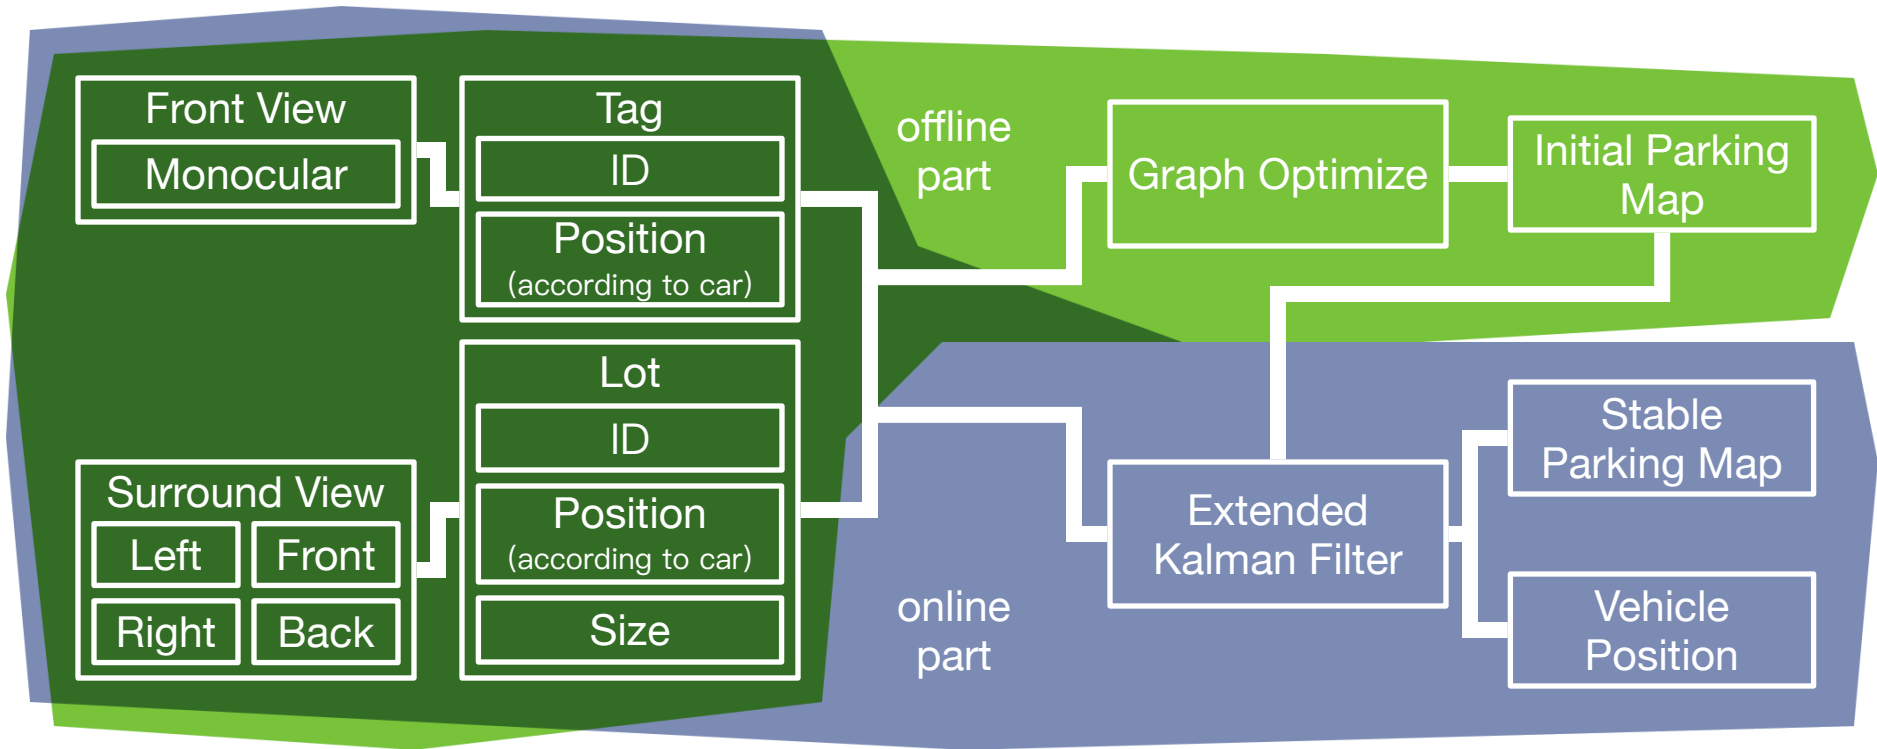 Front View
Monocular
Tag
ID
Position
(according to car)
offline
part
Graph Optimize
Initial Parking
Map
Surround View
Left
Front
Right
Back
Lot
ID
Position
(according to car)
Size
online
part
Extended
Kalman Filter
Stable
Parking Map
Vehicle
Position